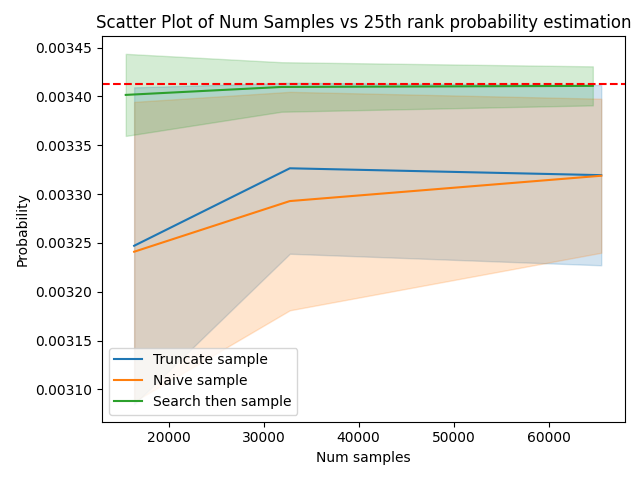 Scatter Plot of Num Samples vs 25th rank probability estimation
0.00345
0.00340
0.00335
0.00330
0.00325
0.00320
0.00315
0.00310
Probability
Truncate sample
Naive sample
Search then sample
20000 30000 40000 50000 60000
Num samples